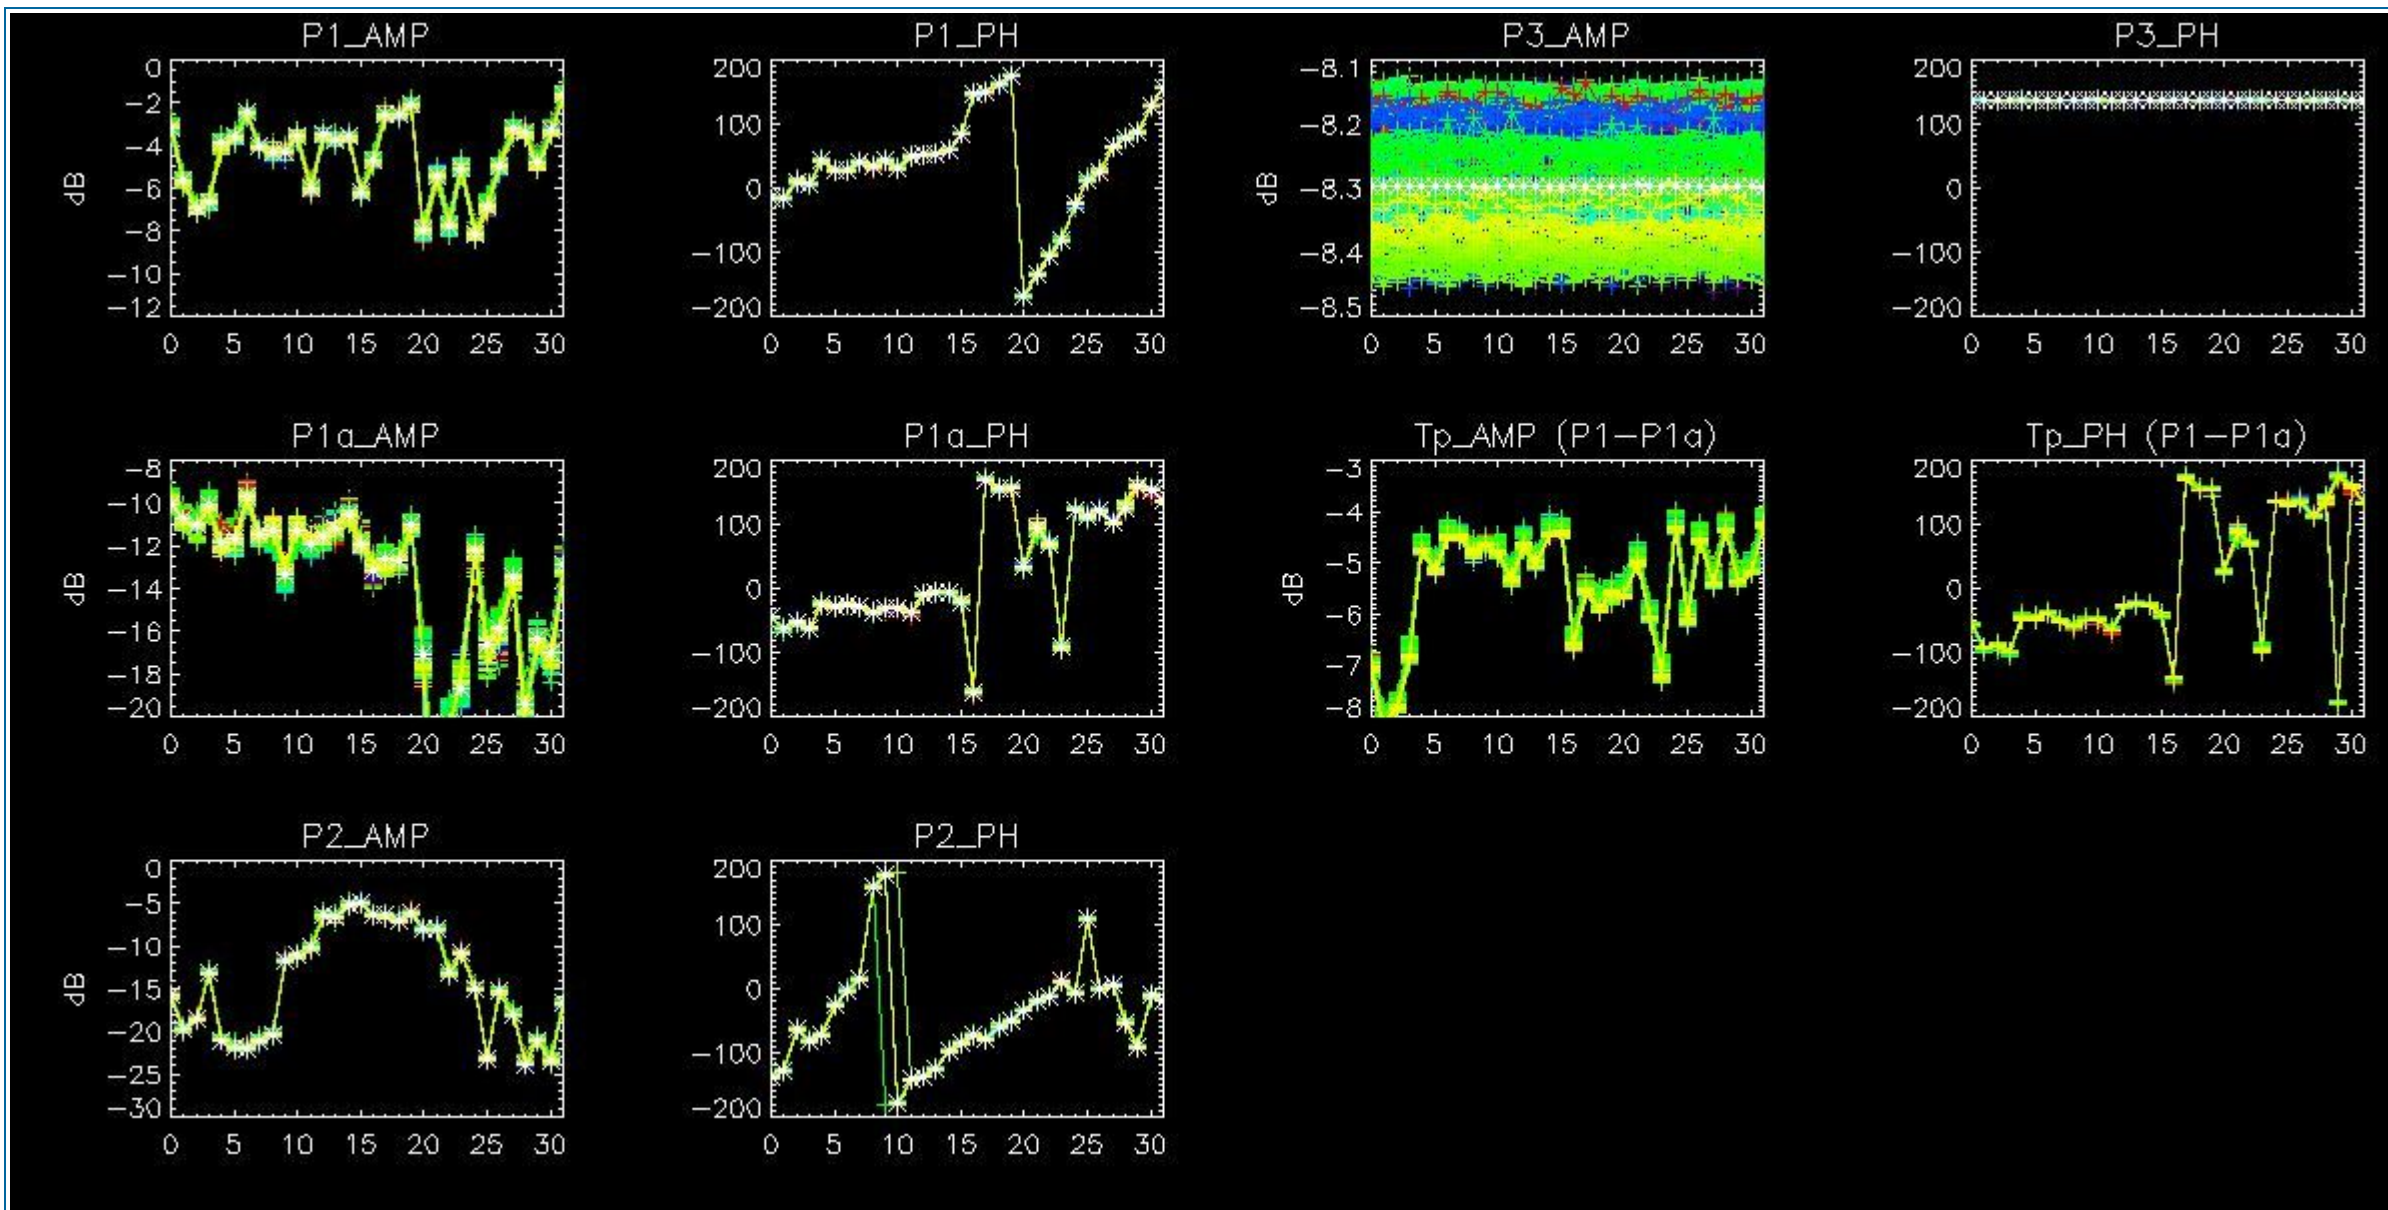 P1_AMP
0
−2
−4
−6
−8
−10
−12
dB
0 5 10 15 20 25 30
P1_PH
200
100
0
−100
−200
0 5 10 15 20 25 30
P3_AMP
−8.1
−8.2
−8.3
−8.4
−8.5
dB
0 5 10 15 20 25 30
P3_PH
200
100
0
−100
−200
0 5 10 15 20 25 30
P1a_AMP
−8
−10
−12
−14
−16
−18
−20
dB
0 5 10 15 20 25 30
P1a_PH
200
100
0
−100
−200
0 5 10 15 20 25 30
Tp_AMP (P1−P1a)
−3
−4
−5
−6
−7
−8
dB
0 5 10 15 20 25 30
Tp_PH (P1−P1a)
200
100
0
−100
−200
0 5 10 15 20 25 30
P2_AMP
0
−5
−10
−15
−20
−25
−30
dB
0 5 10 15 20 25 30
P2_PH
200
100
0
−100
−200
0 5 10 15 20 25 30